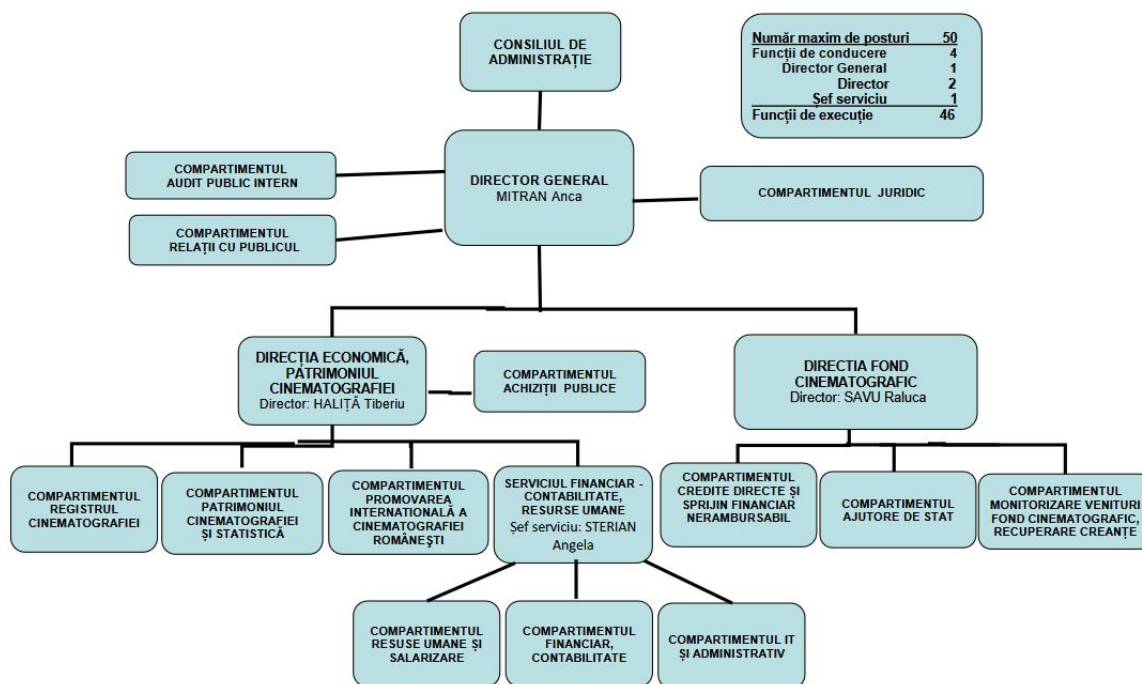 CONSILIUL DE
ADMINISTRAȚIE
Număr maxim de posturi 50
Funcții de conducere 4
Director General 1
Director 2
Șef serviciu 1
Funcții de execuție 46
COMPARTIMENTUL
AUDIT PUBLIC INTERN
DIRECTOR GENERAL
MITRAN Anca
COMPARTIMENTUL JURIDIC
COMPARTIMENTUL
RELAȚII CU PUBLICUL
DIRECȚIA ECONOMICĂ,
PATRIMONIUL
CINEMATOGRAFIEI
Director: HALIȚĂ Tiberiu
COMPARTIMENTUL
ACHIZIȚII PUBLICE
DIRECTIA FOND
CINEMATOGRAFIC
Director: SAVU Raluca
COMPARTIMENTUL
REGISTRUL
CINEMATOGRAFIEI
COMPARTIMENTUL
PATRIMONIUL
CINEMATOGRAFIEI
ȘI STATISTICĂ
COMPARTIMENTUL
PROMOVAREA
INTERNATIONALĂ A
CINEMATOGRAFIEI
ROMÂNEŞTI
SERVICIUL FINANCIAR -
CONTABILITATE,
RESURSE UMANE
Șef serviciu: STERIAN
Angela
COMPARTIMENTUL
CREDITE DIRECTE ȘI
SPRIJIN FINANCIAR
NERAMBURSABIL
COMPARTIMENTUL
AJUTORE DE STAT
COMPARTIMENTUL
MONITORIZARE VENITURI
FOND CINEMATOGRAFIC,
RECUPERARE CREANȚE
COMPARTIMENTUL
RESUSE UMANE ȘI
SALARIZARE
COMPARTIMENTUL
FINANCIAR,
CONTABILITATE
COMPARTIMENTUL IT
ȘI ADMINISTRATIV